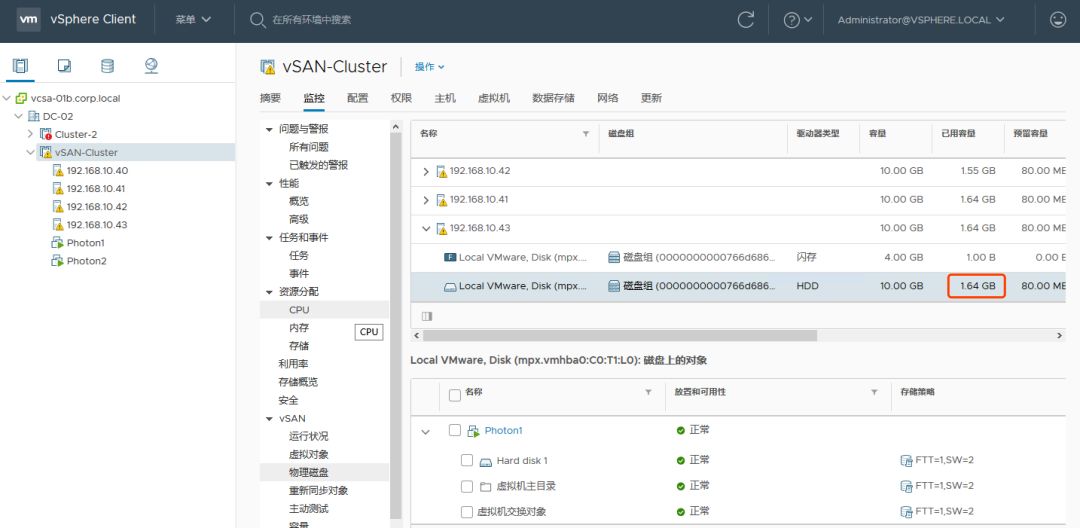 vm vSphere Client 菜单 在所有环境中搜索 Administrator@VSPHERE.LOCAL
vcsa-01b.corp.local
DC-02
Cluster-2
vSAN-Cluster
192.168.10.40
192.168.10.41
192.168.10.42
192.168.10.43
Photon1
Photon2
vSAN-Cluster 操作
摘要 监控 配置 权限 主机 虚拟机 数据存储 网络 更新
问题与警报
所有问题
已触发的警报
性能
概览
高级
任务和事件
任务
事件
资源分配
CPU
内存
存储
CPU
利用率
存储概览
安全
vSAN
运行状况
虚拟对象
物理磁盘
重新同步对象
主动测试
容量
名称 磁盘组 驱动器类型 容量 已用容量 预留容量
192.168.10.42 10.00 GB 1.55 GB 80.00 ME
192.168.10.41 10.00 GB 1.64 GB 80.00 ME
192.168.10.43 10.00 GB 1.64 GB 80.00 ME
F Local VMware, Disk (mpx.... 磁盘组 (0000000000766d686... 闪存 4.00 GB 1.00 B 0.00 E
Local VMware, Disk (mpx.... 磁盘组 (0000000000766d686... HDD 10.00 GB 1.64 GB 80.00 ME
Local VMware, Disk (mpx.vmhba0:C0:T1:L0): 磁盘上的对象
名称 放置和可用性 存储策略
Photon1 正常
Hard disk 1 正常 FTT=1,SW=2
虚拟机主目录 正常 FTT=1,SW=2
虚拟机交换对象 正常 FTT=1,SW=2